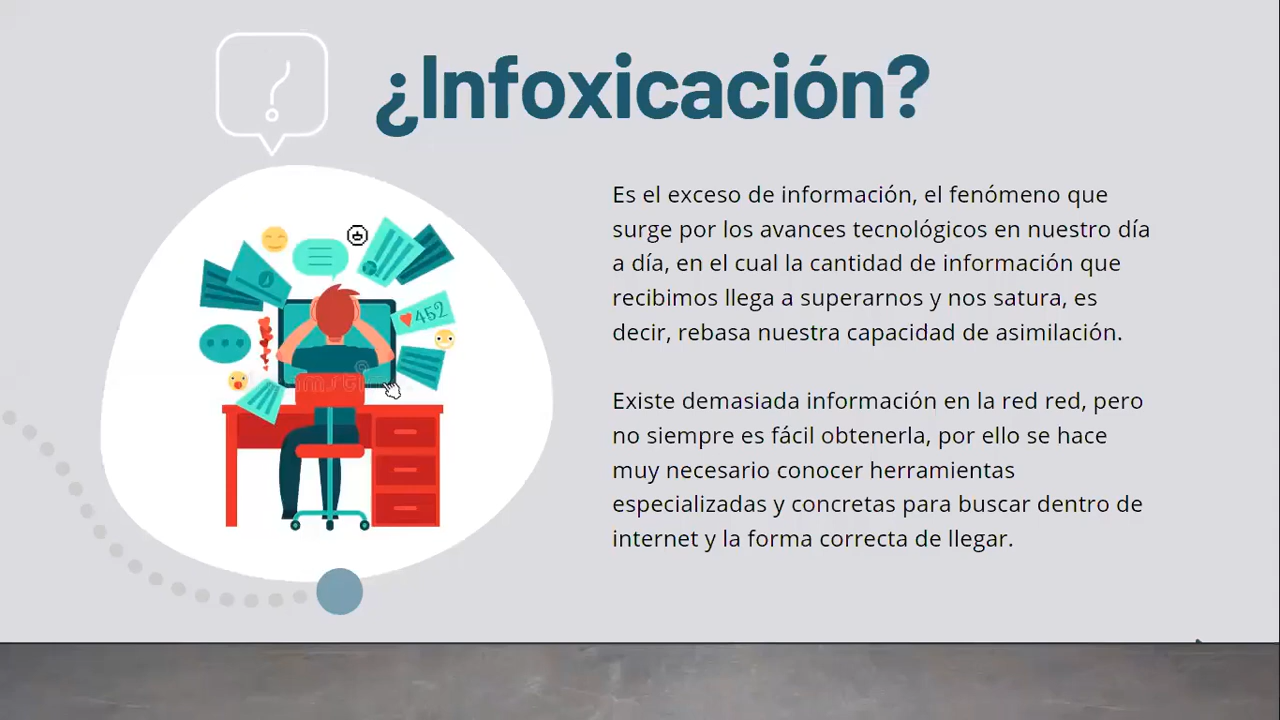 ¿Infoxicación?
Es el exceso de información, el fenómeno que
surge por los avances tecnológicos en nuestro día
a día, en el cual la cantidad de información que
recibimos llega a superarnos y nos satura, es
decir, rebasa nuestra capacidad de asimilación.
Existe demasiada información en la red red, pero
no siempre es fácil obtenerla, por ello se hace
muy necesario conocer herramientas
especializadas y concretas para buscar dentro de
internet y la forma correcta de llegar.
452